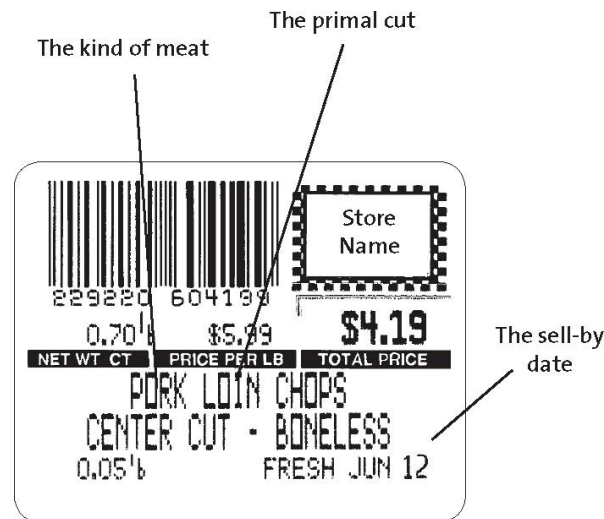 The primal cut
The kind of meat
Store
Name
229220 604199
0.70 lb $5.99 $4.19
NET WT CT PRICE PER LB TOTAL PRICE
The sell-by
date
PORK LOIN CHOPS
CENTER CUT - BONELESS
0.05 lb FRESH JUN 12